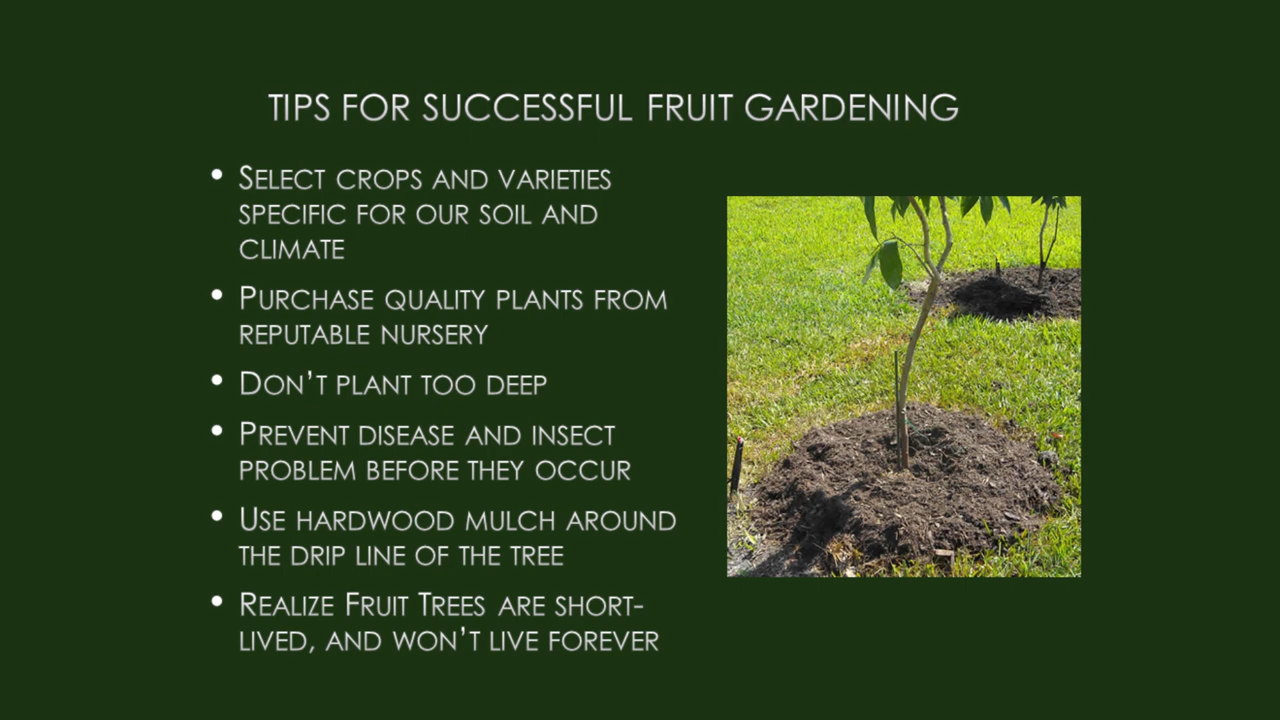 TIPS FOR SUCCESSFUL FRUIT GARDENING
• SELECT CROPS AND VARIETIES
SPECIFIC FOR OUR SOIL AND
CLIMATE
• PURCHASE QUALITY PLANTS FROM
REPUTABLE NURSERY
• DON'T PLANT TOO DEEP
• PREVENT DISEASE AND INSECT
PROBLEM BEFORE THEY OCCUR
• USE HARDWOOD MULCH AROUND
THE DRIP LINE OF THE TREE
• REALIZE FRUIT TREES ARE SHORT-
LIVED, AND WON'T LIVE FOREVER